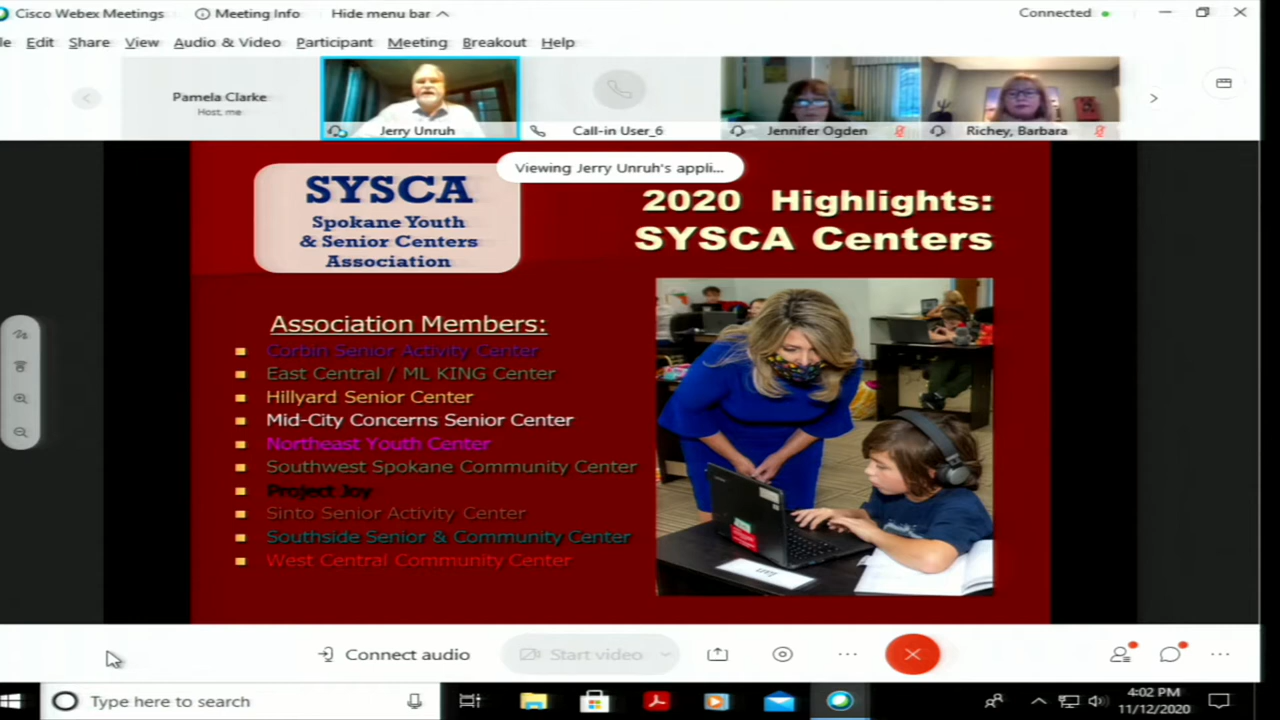 Cisco Webex Meetings
Meeting Info
Hide menu bar
Connected
le Edit Share View Audio & Video Participant Meeting Breakout Help
Pamela Clarke
Host, me
Jerry Unruh
Call-in User_6
Jennifer Ogden
Richey, Barbara
Viewing Jerry Unruh's appli...
SYSCA
Spokane Youth
& Senior Centers
Association
2020 Highlights:
SYSCA Centers
Association Members:
Corbin Senior Activity Center
East Central / ML KING Center
Hillyard Senior Center
Mid-City Concerns Senior Center
Northeast Youth Center
Southwest Spokane Community Center
Project Joy
Sinto Senior Activity Center
Southside Senior & Community Center
West Central Community Center
Connect audio
Start video
Type here to search
4:02 PM
11/12/2020